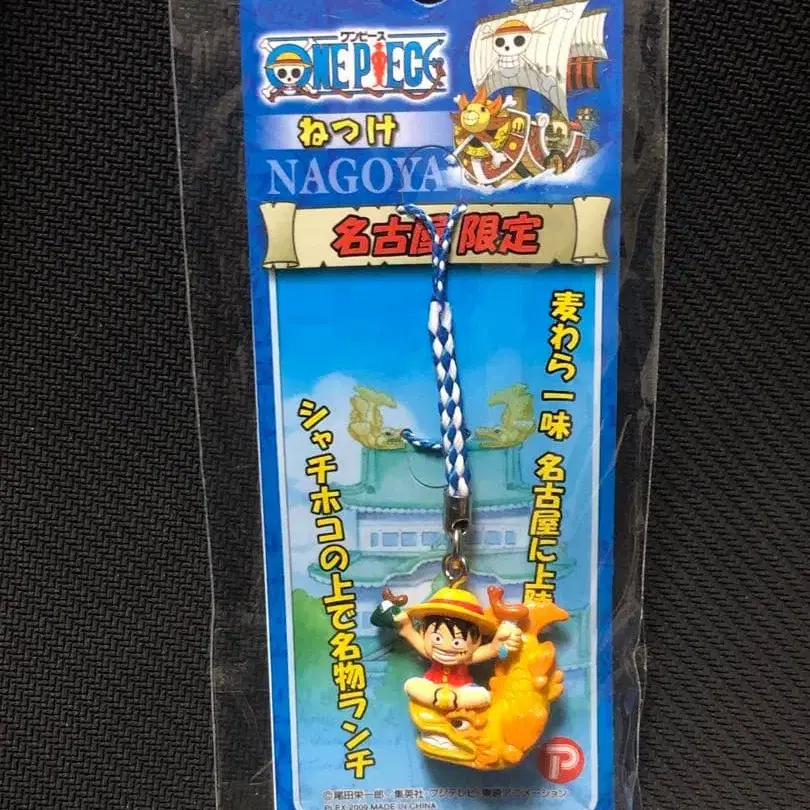 ワンピース
ONE PIECE
ねつけ
NAGOYA
名古屋 限定
麦わら一味 名古屋に上陸
シャチホコの上で名物ランチ
P
©尾田栄一郎/集英社・フジテレビ・東映アニメーション
PLEX 2009 MADE IN CHINA